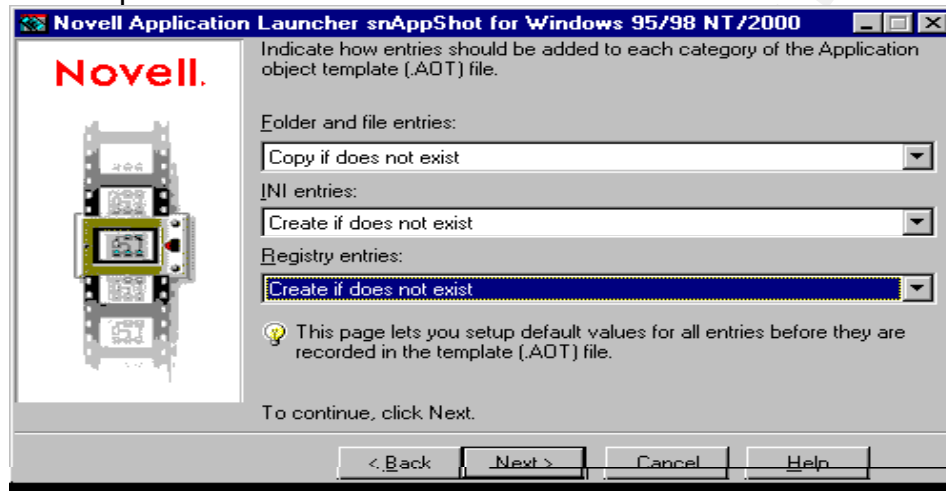 Novell Application Launcher snAppShot for Windows 95/98 NT/2000
Novell.
Indicate how entries should be added to each category of the Application
object template (.AOT) file.
Folder and file entries:
Copy if does not exist
INI entries:
Create if does not exist
Registry entries:
Create if does not exist
This page lets you setup default values for all entries before they are
recorded in the template (.AOT) file.
To continue, click Next.
< Back Next > Cancel Help